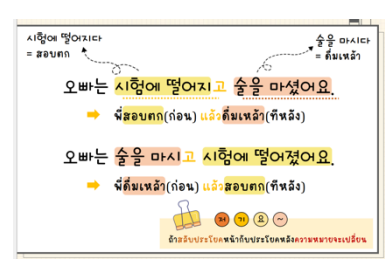 시험에 떨어지다
= สอบตก
술을 마시다
= ดื่มเหล้า
오빠는 시험에 떨어지고 술을 마셨어요.
➡ พี่สอบตก(ก่อน) แล้วดื่มเหล้า(ทีหลัง)
오빠는 술을 마시고 시험에 떨어졌어요.
➡ พี่ดื่มเหล้า(ก่อน) แล้วสอบตก(ทีหลัง)
저 기 요 ~
ถ้าสลับประโยคหน้ากับประโยคหลังความหมายจะเปลี่ยน